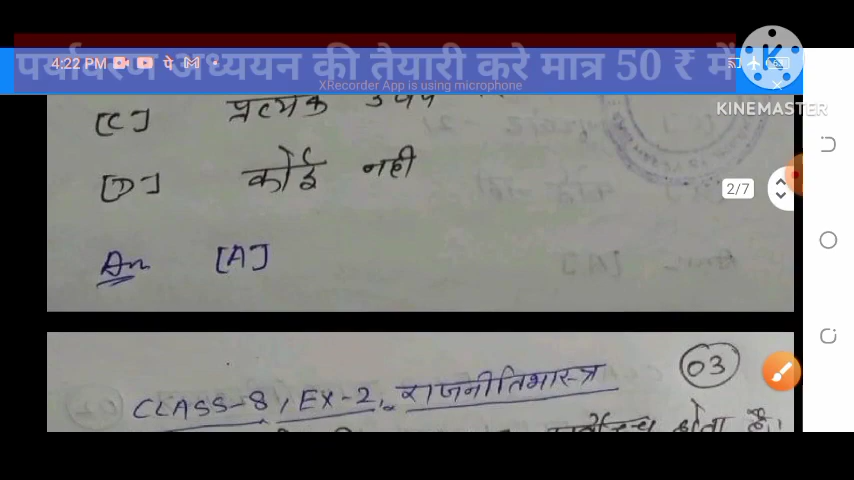 पर्यावरण अध्ययन की तैयारी करे मात्र 50 ₹ में
4:22 PM
XRecorder App is using microphone
KINEMASTER
[C] प्रत्येक
[D] कोई नही
2/7
An [A]
03
CLASS-8, EX-2, राजनीतिशास्त्र
सर्वोच्च होता है।